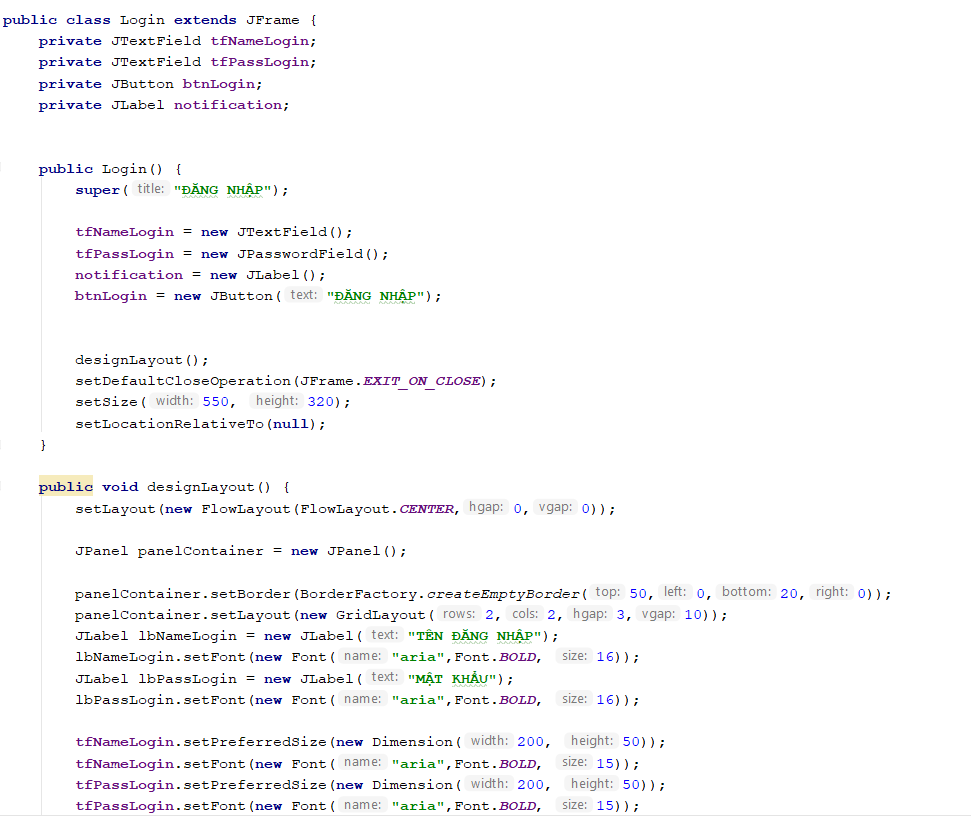 public class Login extends JFrame {
private JTextField tfNameLogin;
private JTextField tfPassLogin;
private JButton btnLogin;
private JLabel notification;
public Login() {
super( title: "ĐĂNG NHẬP");
tfNameLogin = new JTextField();
tfPassLogin = new JPasswordField();
notification = new JLabel();
btnLogin = new JButton( text: "ĐĂNG NHẬP");
designLayout();
setDefaultCloseOperation(JFrame.EXIT_ON_CLOSE);
setSize( width: 550, height: 320);
setLocationRelativeTo(null);
}
public void designLayout() {
setLayout(new FlowLayout(FlowLayout.CENTER, hgap: 0, vgap: 0));
JPanel panelContainer = new JPanel();
panelContainer.setBorder(BorderFactory.createEmptyBorder( top: 50, left: 0, bottom: 20, right: 0));
panelContainer.setLayout(new GridLayout( rows: 2, cols: 2, hgap: 3, vgap: 10));
JLabel lbNameLogin = new JLabel( text: "TÊN ĐĂNG NHẬP");
lbNameLogin.setFont(new Font( name: "aria",Font.BOLD, size: 16));
JLabel lbPassLogin = new JLabel( text: "MẬT KHẨU");
lbPassLogin.setFont(new Font( name: "aria",Font.BOLD, size: 16));
tfNameLogin.setPreferredSize(new Dimension( width: 200, height: 50));
tfNameLogin.setFont(new Font( name: "aria",Font.BOLD, size: 15));
tfPassLogin.setPreferredSize(new Dimension( width: 200, height: 50));
tfPassLogin.setFont(new Font( name: "aria",Font.BOLD, size: 15));